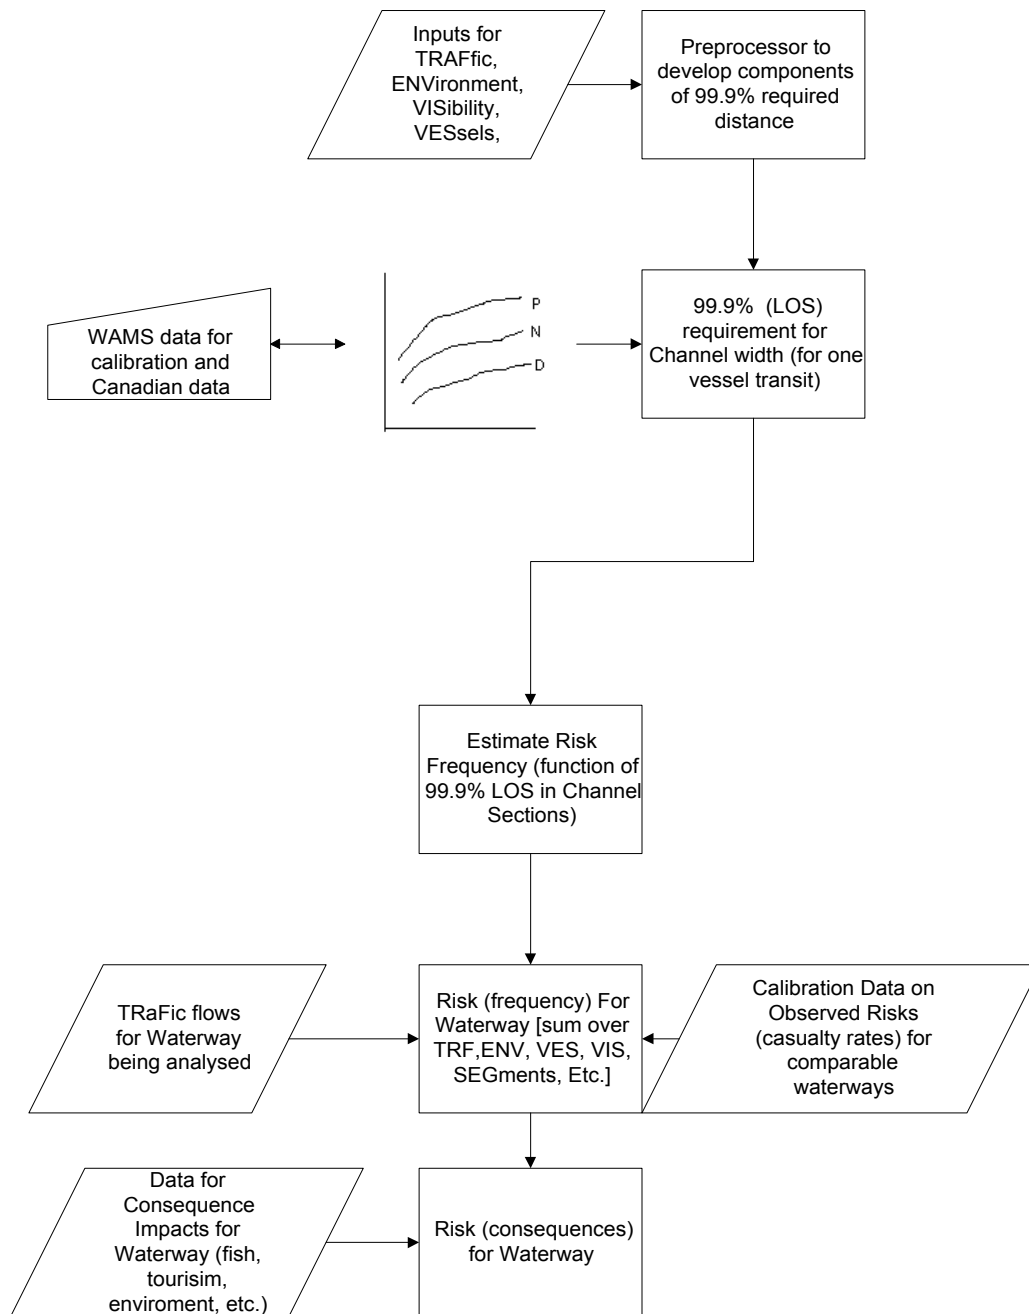 Inputs for
TRAFfic,
ENVironment,
VISibility,
VESsels,
Preprocessor to
develop components
of 99.9% required
distance
WAMS data for
calibration and
Canadian data
P
N
D
99.9% (LOS)
requirement for
Channel width (for one
vessel transit)
Estimate Risk
Frequency (function of
99.9% LOS in Channel
Sections)
TRaFic flows
for Waterway
being analysed
Risk (frequency) For
Waterway [sum over
TRF,ENV, VES, VIS,
SEGments, Etc.]
Calibration Data on
Observed Risks
(casualty rates) for
comparable
waterways
Data for
Consequence
Impacts for
Waterway (fish,
tourisim,
enviroment, etc.)
Risk (consequences)
for Waterway